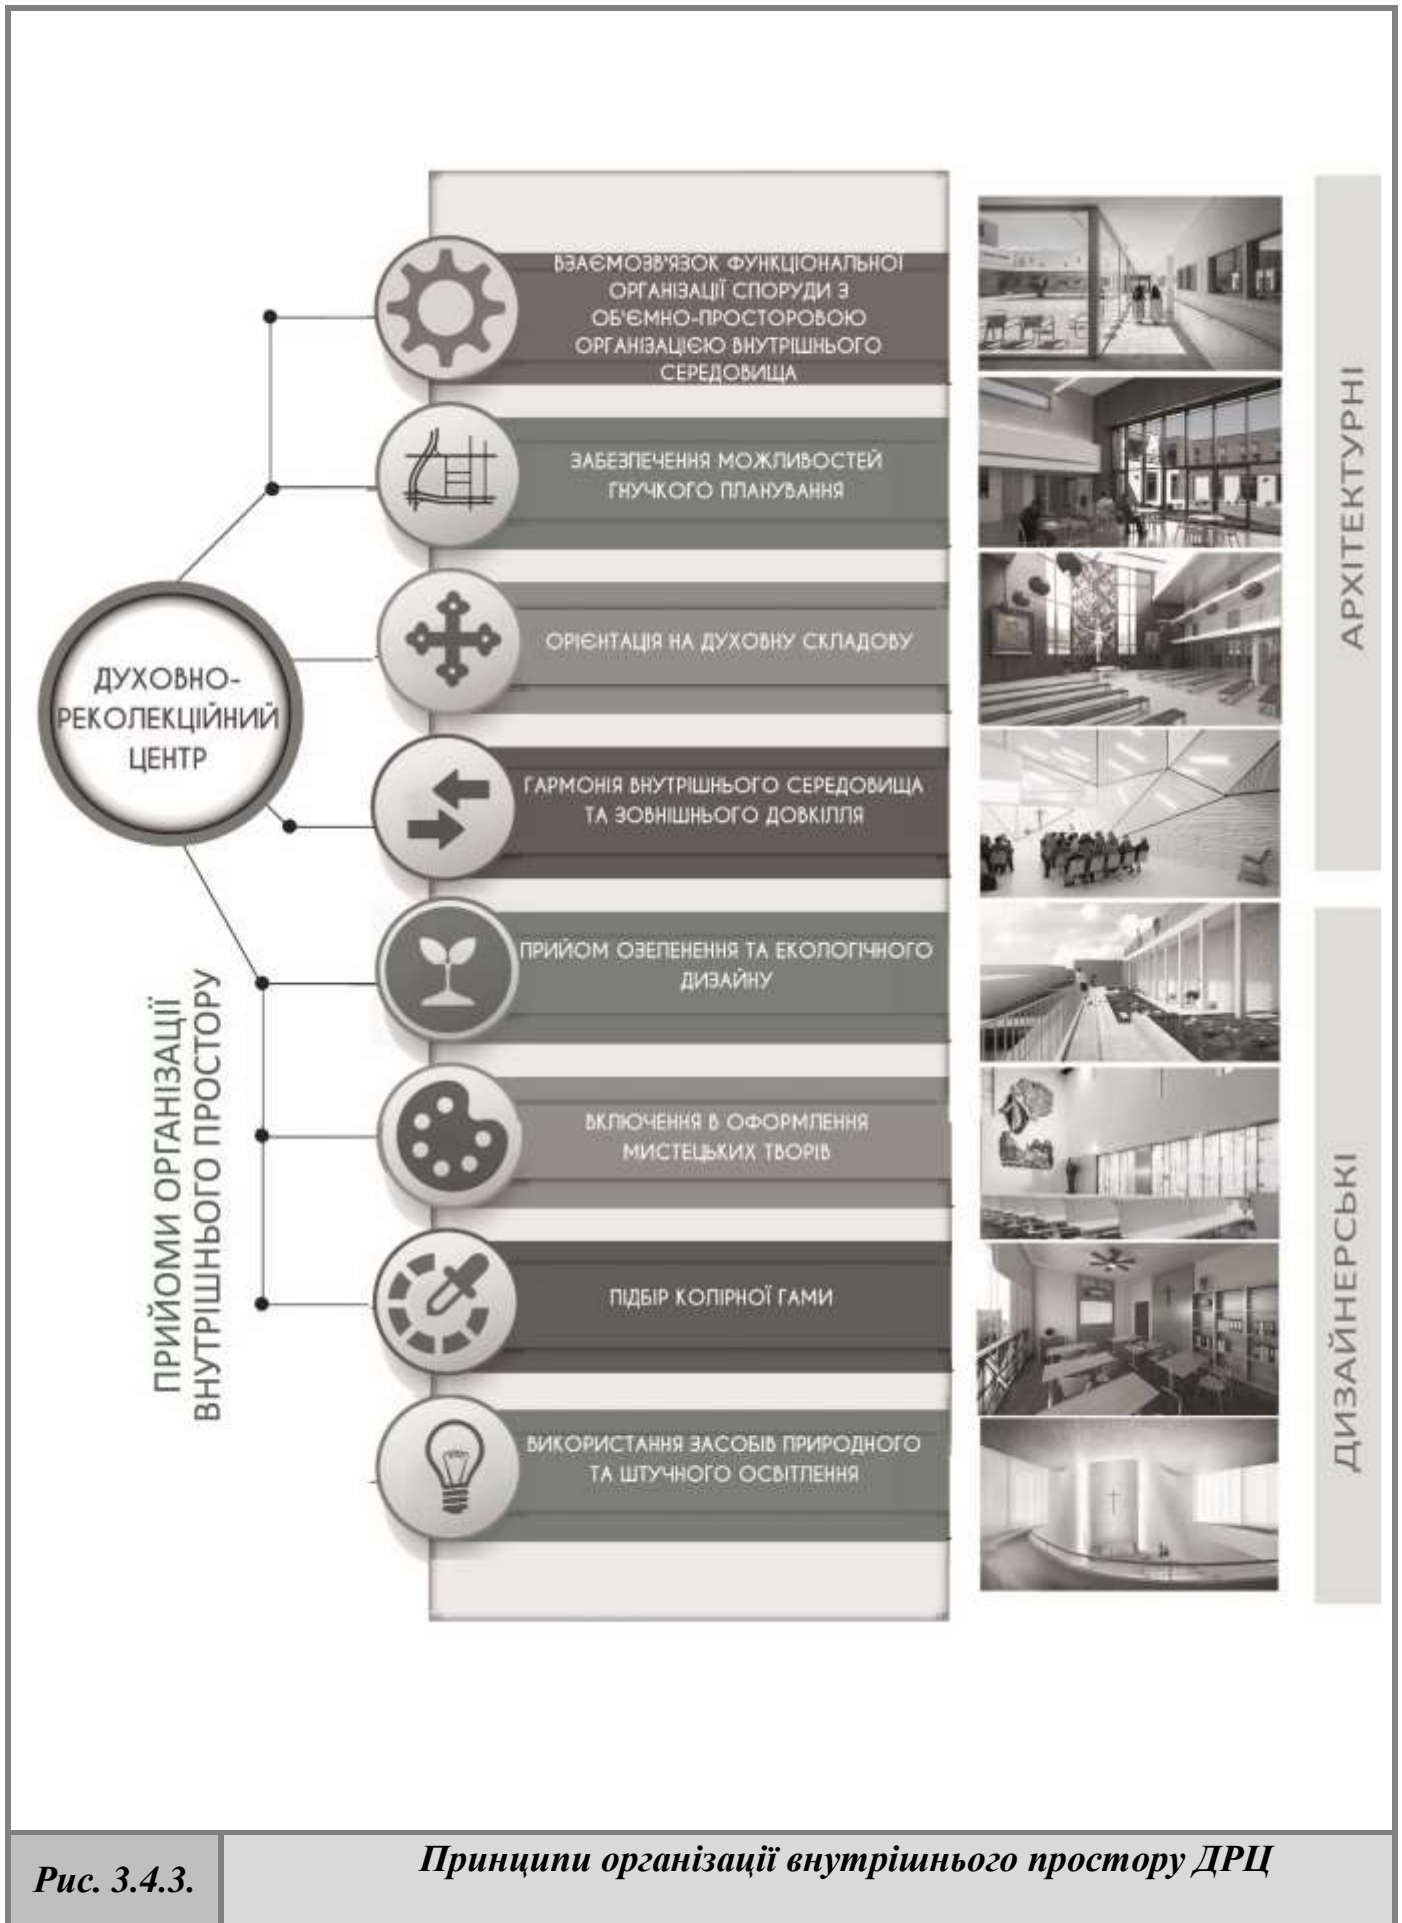 ВЗАЄМОЗВ'ЯЗОК ФУНКЦІОНАЛЬНОЇ
ОРГАНІЗАЦІЇ СПОРУДИ З
ОБ'ЄМНО-ПРОСТОРОВОЮ
ОРГАНІЗАЦІЄЮ ВНУТРІШНЬОГО
СЕРЕДОВИЩА
ЗАБЕЗПЕЧЕННЯ МОЖЛИВОСТЕЙ
ГНУЧКОГО ПЛАНУВАННЯ
ОРІЄНТАЦІЯ НА ДУХОВНУ СКЛАДОВУ
ДУХОВНО-
РЕКОЛЕКЦІЙНИЙ
ЦЕНТР
ГАРМОНІЯ ВНУТРІШНЬОГО СЕРЕДОВИЩА
ТА ЗОВНІШНЬОГО ДОВКІЛЛЯ
ПРИЙОМ ОЗЕЛЕНЕННЯ ТА ЕКОЛОГІЧНОГО
ДИЗАЙНУ
ВКЛЮЧЕННЯ В ОФОРМЛЕННЯ
МИСТЕЦЬКИХ ТВОРІВ
ПІДБІР КОЛІРНОЇ ГАМИ
ВИКОРИСТАННЯ ЗАСОБІВ ПРИРОДНОГО
ТА ШТУЧНОГО ОСВІТЛЕННЯ
ПРИЙОМИ ОРГАНІЗАЦІЇ
ВНУТРІШНЬОГО ПРОСТОРУ
АРХІТЕКТУРНІ
ДИЗАЙНЕРСЬКІ
Рис. 3.4.3.
Принципи організації внутрішнього простору ДРЦ